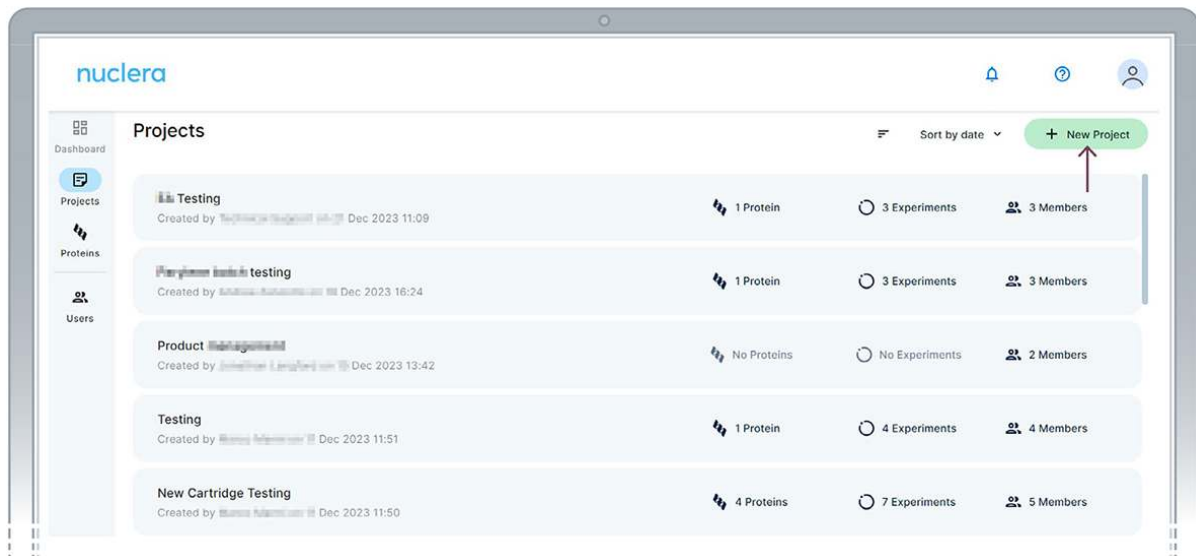 nuclera
Dashboard
Projects
Proteins
Users
Projects
Sort by date
+ New Project
Testing
Created by Dec 2023 11:09
1 Protein
3 Experiments
3 Members
testing
Created by Dec 2023 16:24
1 Protein
3 Experiments
3 Members
Product
Created by Dec 2023 13:42
No Proteins
No Experiments
2 Members
Testing
Created by Dec 2023 11:51
1 Protein
4 Experiments
4 Members
New Cartridge Testing
Created by Dec 2023 11:50
4 Proteins
7 Experiments
5 Members